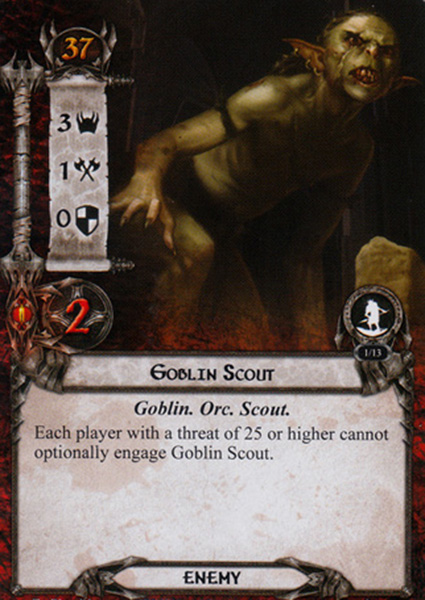 37
3
1
0
2
1/13
Goblin Scout
Goblin. Orc. Scout.
Each player with a threat of 25 or higher cannot
optionally engage Goblin Scout.
ENEMY